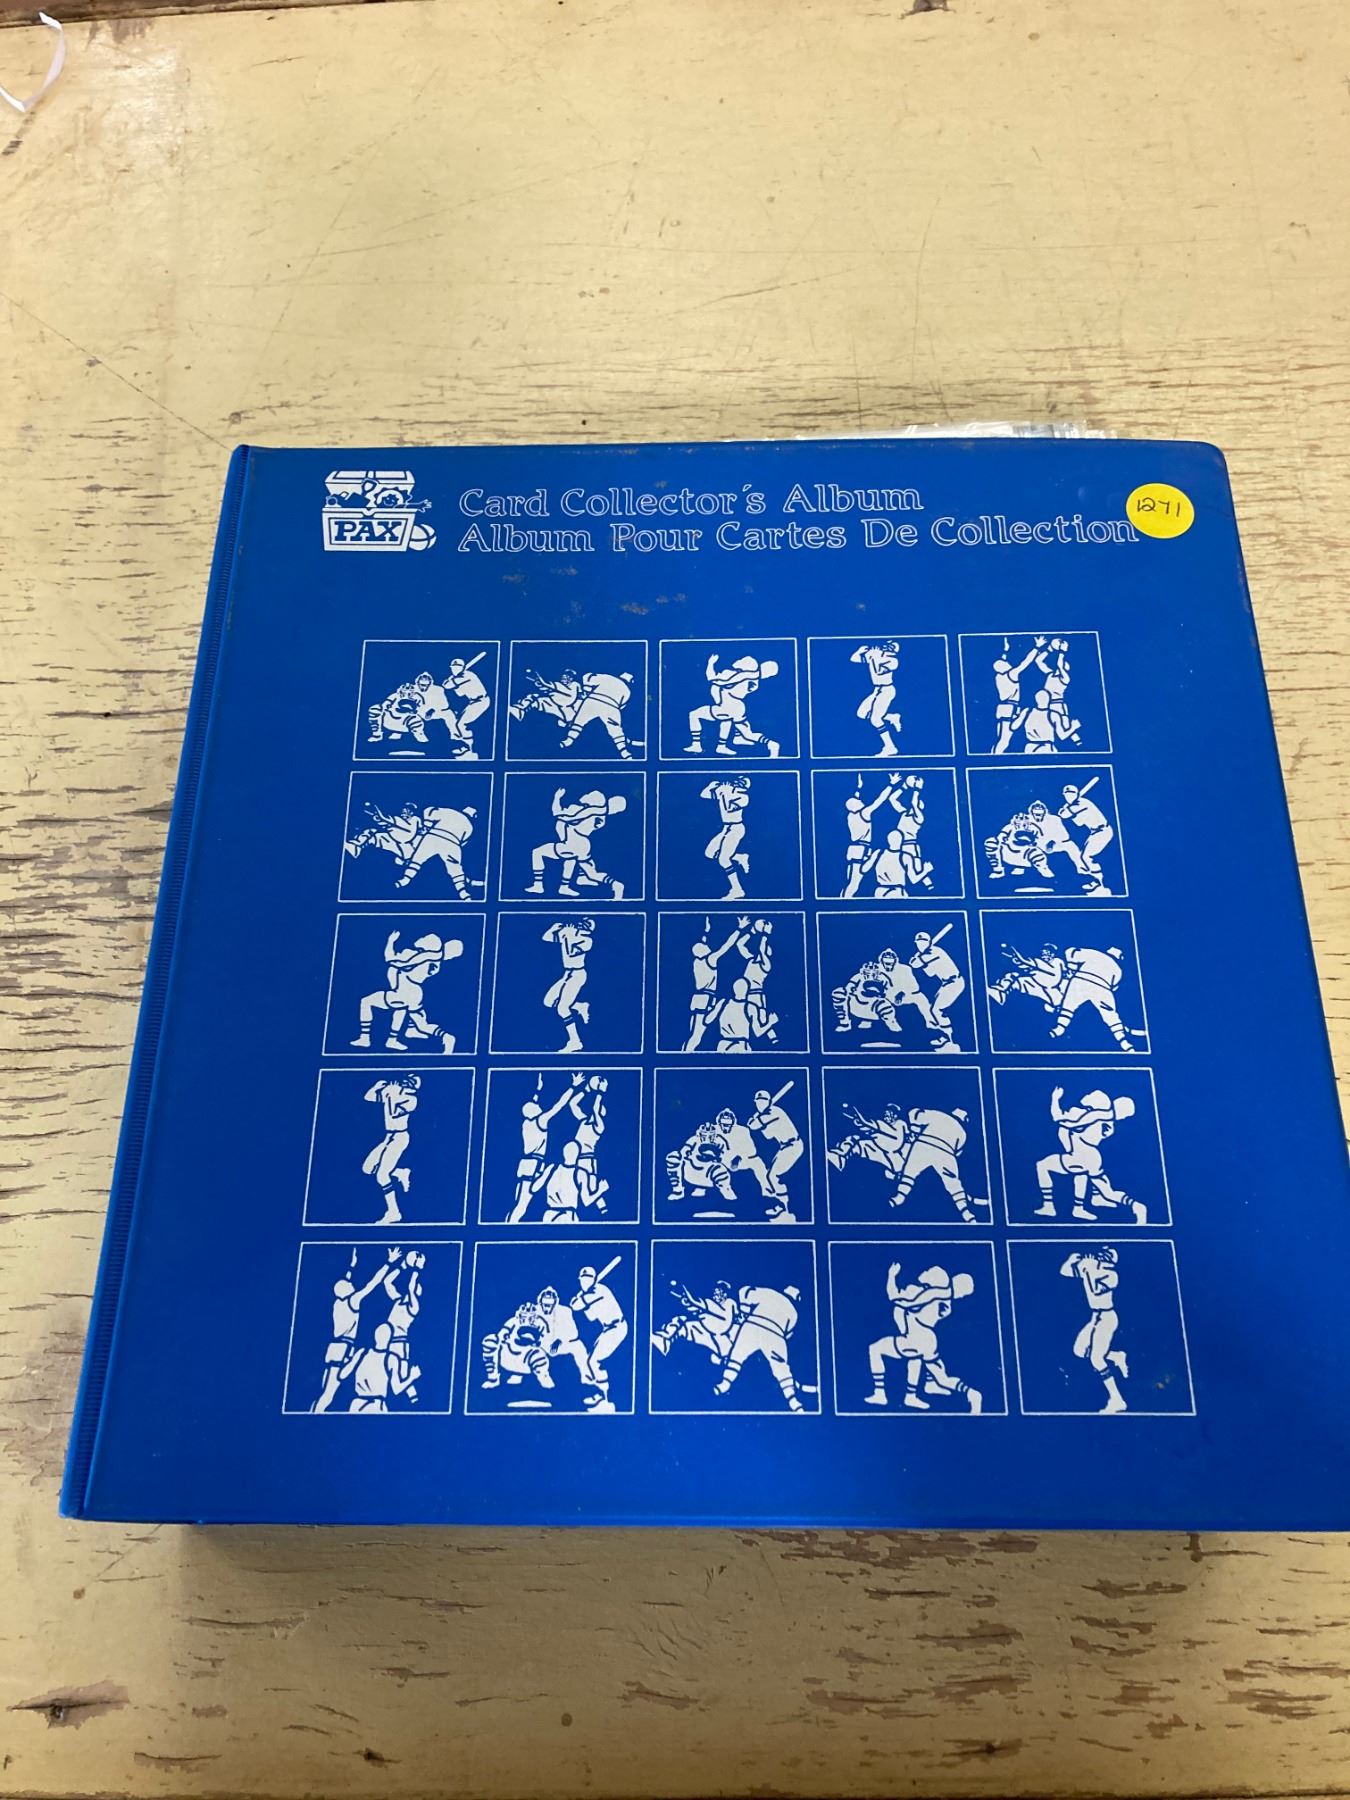 PAX
Card Collector's Album
Album Pour Cartes De Collection
1271